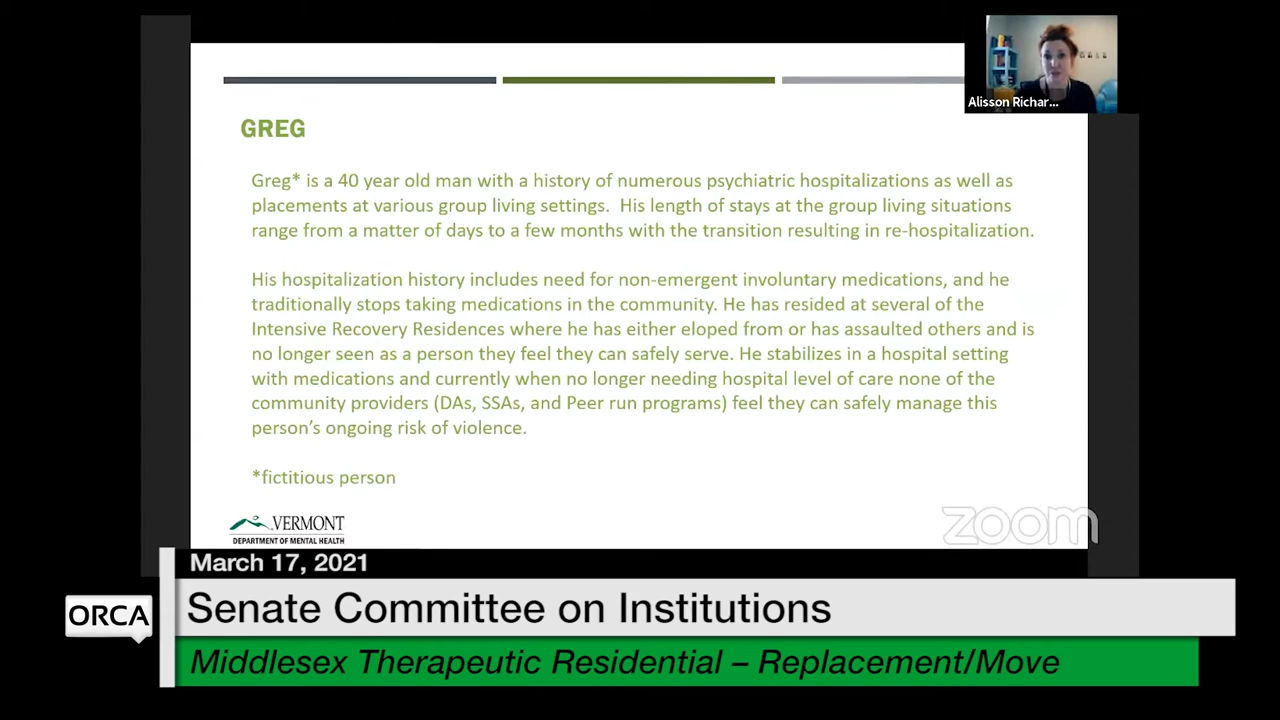 Alisson Richar...
GREG
Greg* is a 40 year old man with a history of numerous psychiatric hospitalizations as well as
placements at various group living settings.  His length of stays at the group living situations
range from a matter of days to a few months with the transition resulting in re-hospitalization.
His hospitalization history includes need for non-emergent involuntary medications, and he
traditionally stops taking medications in the community. He has resided at several of the
Intensive Recovery Residences where he has either eloped from or has assaulted others and is
no longer seen as a person they feel they can safely serve. He stabilizes in a hospital setting
with medications and currently when no longer needing hospital level of care none of the
community providers (DAs, SSAs, and Peer run programs) feel they can safely manage this
person's ongoing risk of violence.
*fictitious person
VERMONT
DEPARTMENT OF MENTAL HEALTH
zoom
March 17, 2021
ORCA
Senate Committee on Institutions
Middlesex Therapeutic Residential – Replacement/Move